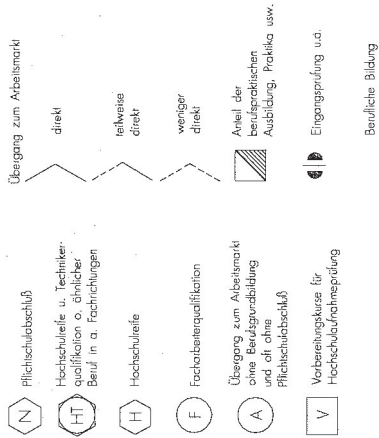 N Pflichtschulabschluß
HT Hochschulreife u. Techniker-
qualifikation o. ähnlicher
Beruf in a. Fachrichtungen
H Hochschulreife
F Facharbeiterqualifikation
A Übergang zum Arbeitsmarkt
ohne Berufsgrundbildung
und oft ohne
Pflichtschulabschluß
V Vorbereitungskurse für
Hochschulaufnahmeprüfung
Übergang zum Arbeitsmarkt
direkt
teilweise
direkt
weniger
direkt
Anteil der
berufspraktischen
Ausbildung, Praktika usw.
Eingangsprüfung u.ä.
Berufliche Bildung